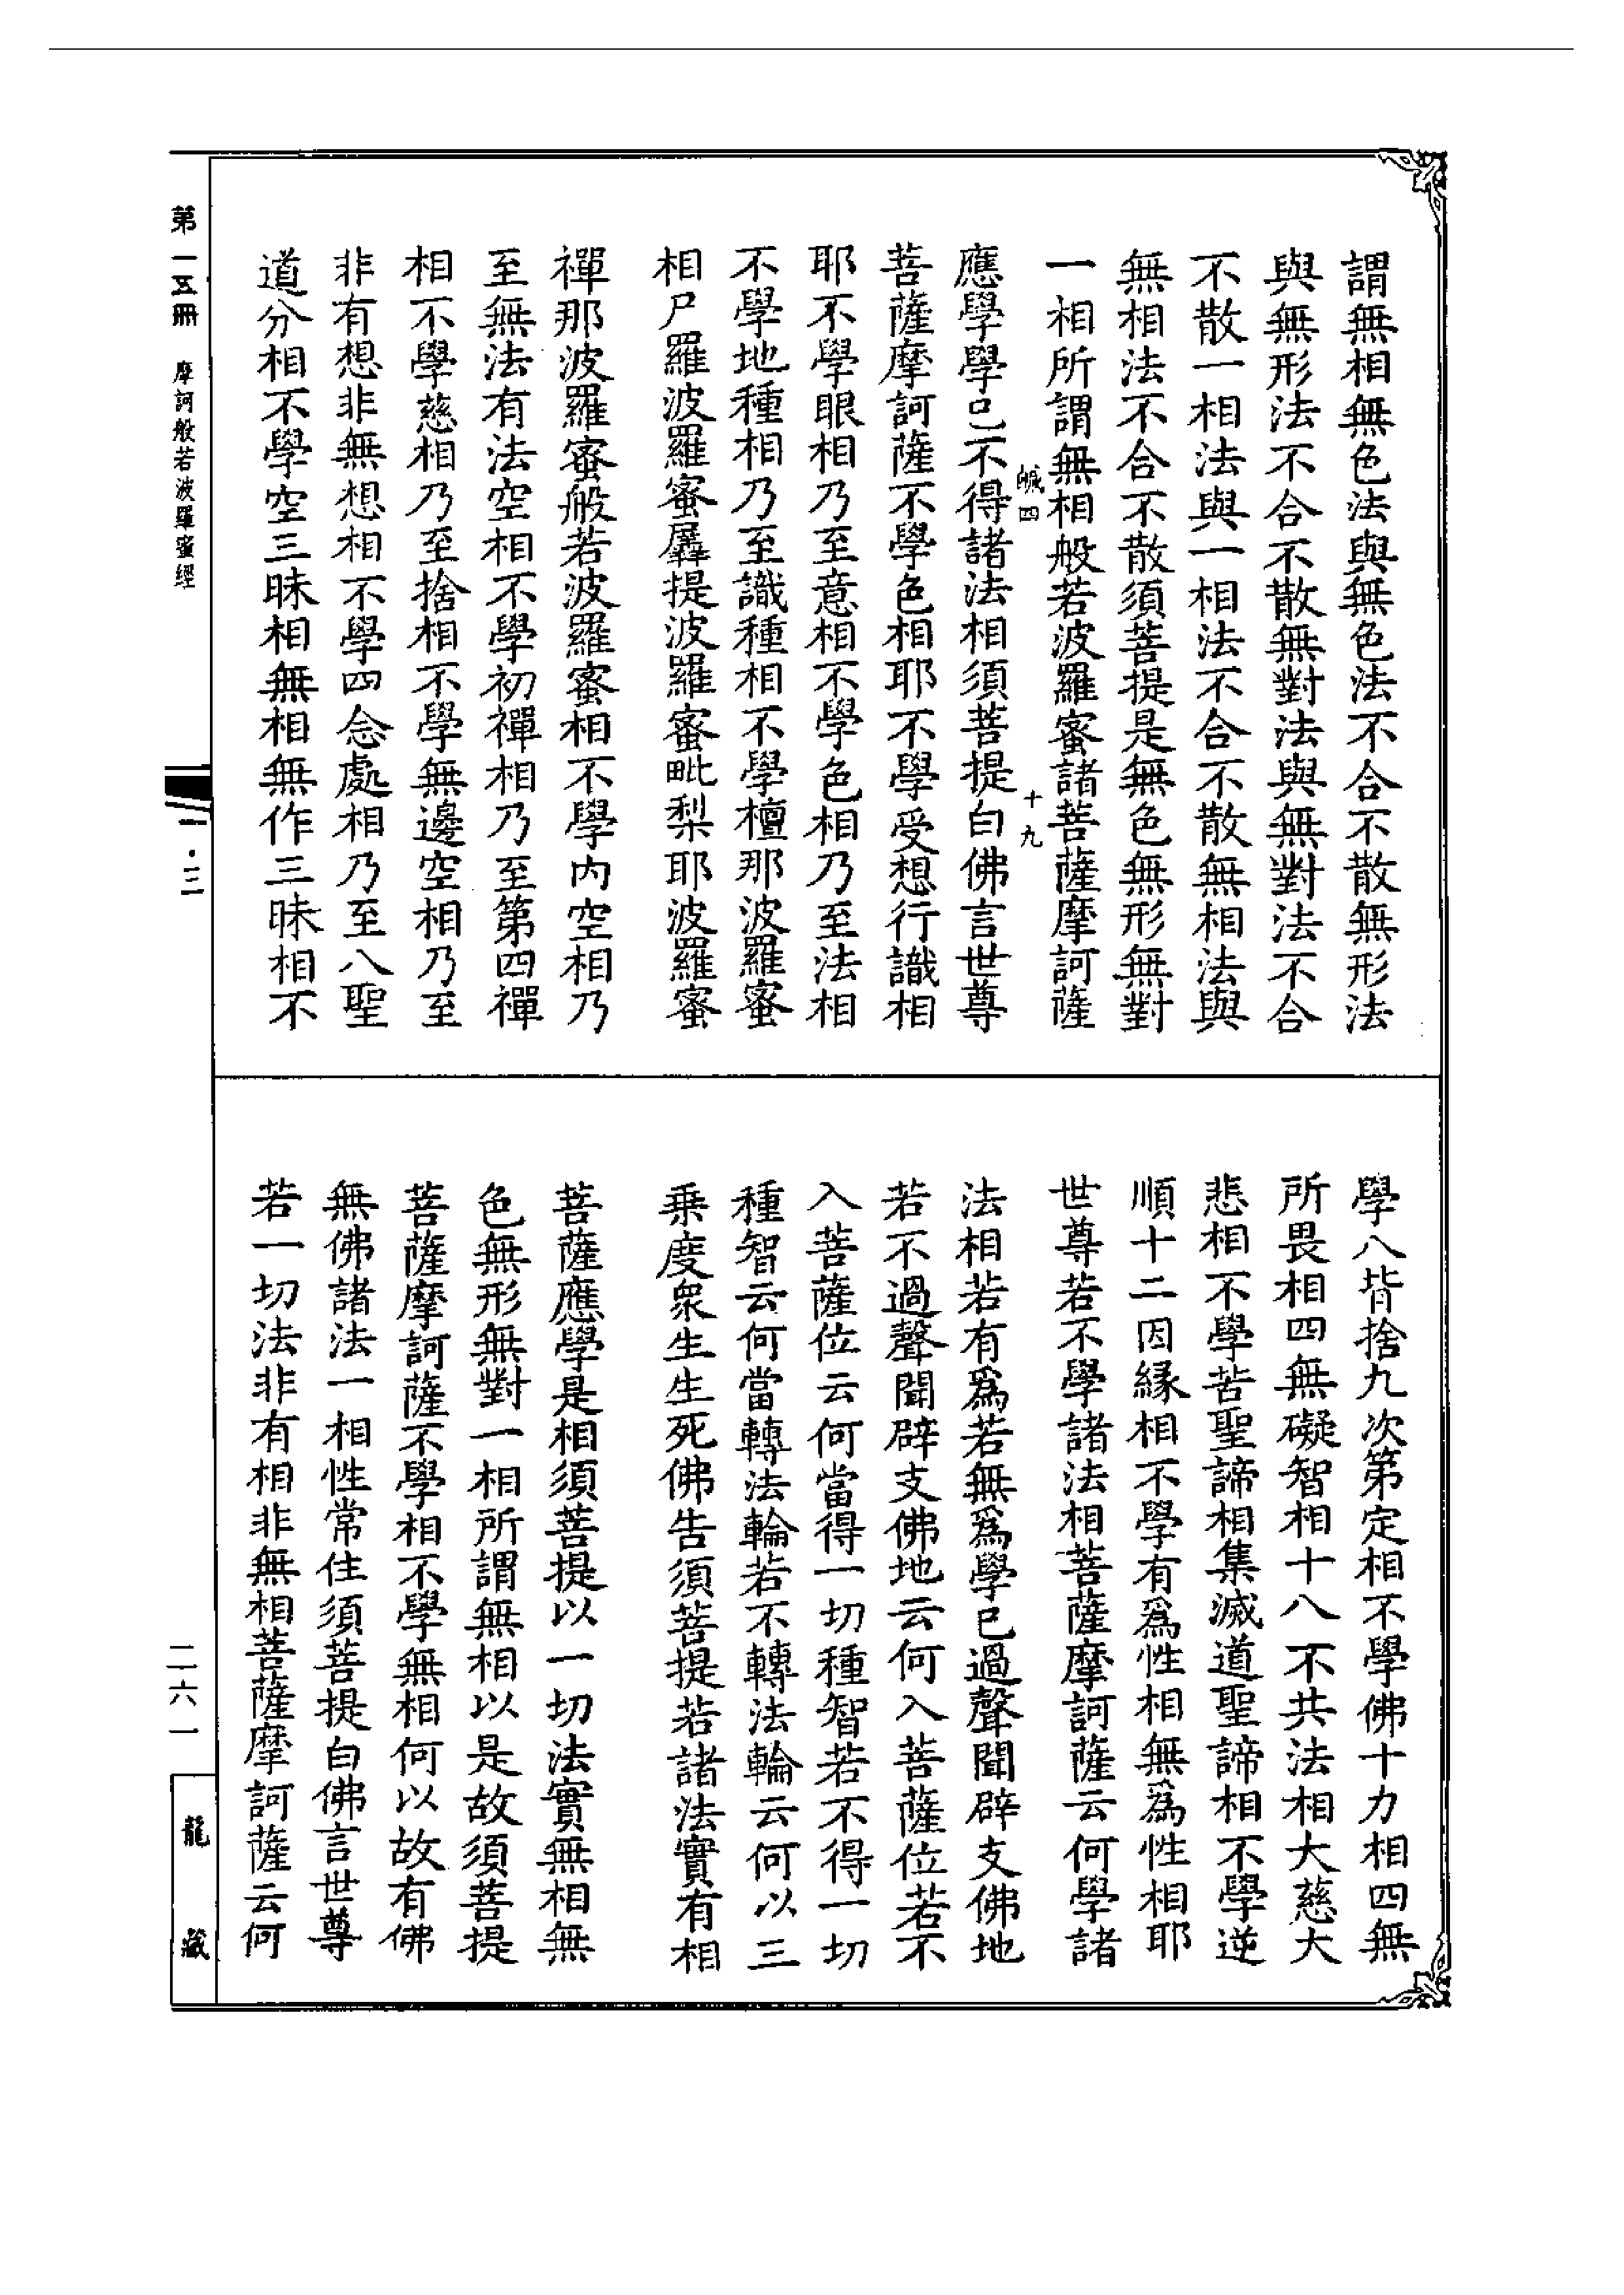 謂無相無色法與無色法不合不散無形法
與無形法不合不散無對法與無對法不合
不散一相法與一相法不合不散無相法與
無相法不合不散須菩提是無色無形無對
一相所謂無相般若波羅蜜諸菩薩摩訶薩
鹹四 十九
應學學已不得諸法相須菩提白佛言世尊
菩薩摩訶薩不學色相耶不學受想行識相
耶不學眼相乃至意相不學色相乃至法相
不學地種相乃至識種相不學檀那波羅蜜
相尸羅波羅蜜羼提波羅蜜毗梨耶波羅蜜
禪那波羅蜜般若波羅蜜相不學內空相乃
至無法有法空相不學初禪相乃至第四禪
相不學慈相乃至捨相不學無邊空相乃至
非有想非無想相不學四念處相乃至八聖
道分相不學空三昧相無相無作三昧相不
學八背捨九次第定相不學佛十力相四無
所畏相四無礙智相十八不共法相大慈大
悲相不學苦聖諦相集滅道聖諦相不學逆
順十二因緣相不學有為性相無為性相耶
世尊若不學諸法相菩薩摩訶薩云何學諸
法相若有為若無為學已過聲聞辟支佛地
若不過聲聞辟支佛地云何入菩薩位若不
入菩薩位云何當得一切種智若不得一切
種智云何當轉法輪若不轉法輪云何以三
乘度眾生生死佛告須菩提若諸法實有相
菩薩應學是相須菩提以一切法實無相無
色無形無對一相所謂無相以是故須菩提
菩薩摩訶薩不學相不學無相何以故有佛
無佛諸法一相性常住須菩提白佛言世尊
若一切法非有相非無相菩薩摩訶薩云何
第一五冊 摩訶般若波羅蜜經
一·三
二六一
龍藏